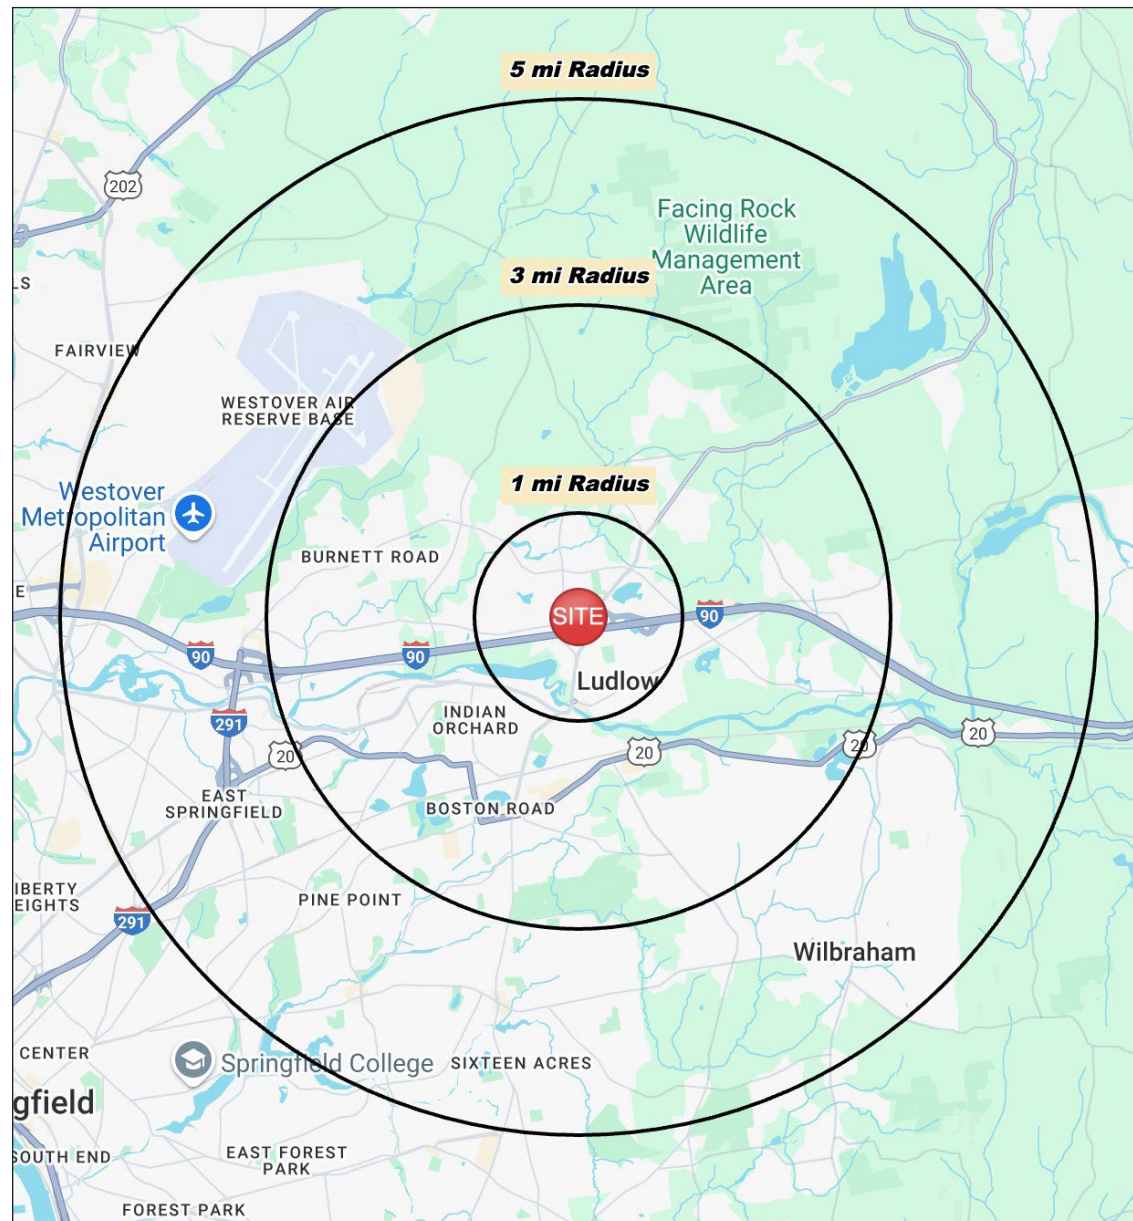 5 mi Radius
202
Facing Rock
Wildlife
Management
Area
3 mi Radius
LS
FAIRVIEW
WESTOVER AIR
RESERVE BASE
1 mi Radius
Westover
Metropolitan
Airport
BURNETT ROAD
E
SITE
90
90
90
Ludlow
291
INDIAN
ORCHARD
20
20
20
20
EAST
SPRINGFIELD
BOSTON ROAD
IBERTY
EIGHTS
PINE POINT
291
Wilbraham
CENTER
Springfield College
SIXTEEN ACRES
gfield
SOUTH END
EAST FOREST
PARK
FOREST PARK